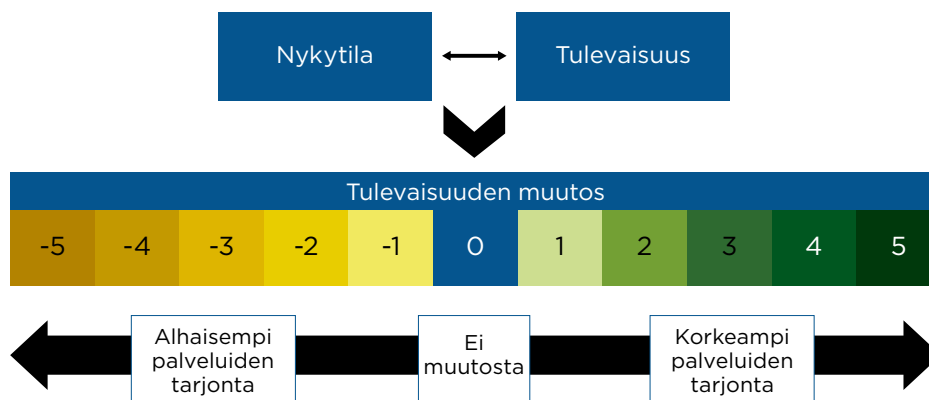 Nykytila
Tulevaisuus
Tulevaisuuden muutos
-5 -4 -3 -2 -1 0 1 2 3 4 5
Alhaisempi
palveluiden
tarjonta
Ei
muutosta
Korkeampi
palveluiden
tarjonta